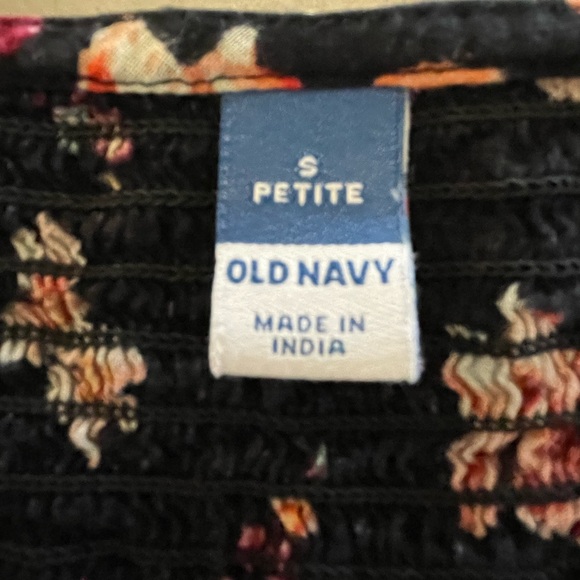 S
PETITE
OLD NAVY
MADE IN
INDIA